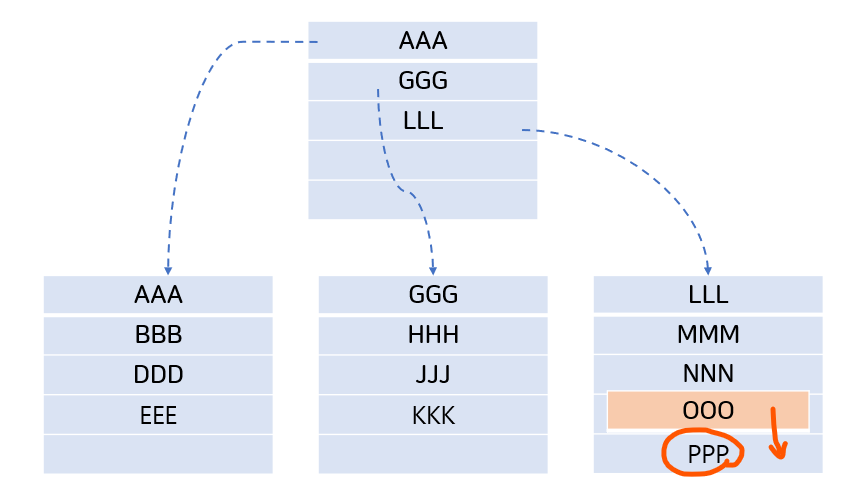 AAA
GGG
LLL
AAA
BBB
DDD
EEE
GGG
HHH
JJJ
KKK
LLL
MMM
NNN
OOO
PPP